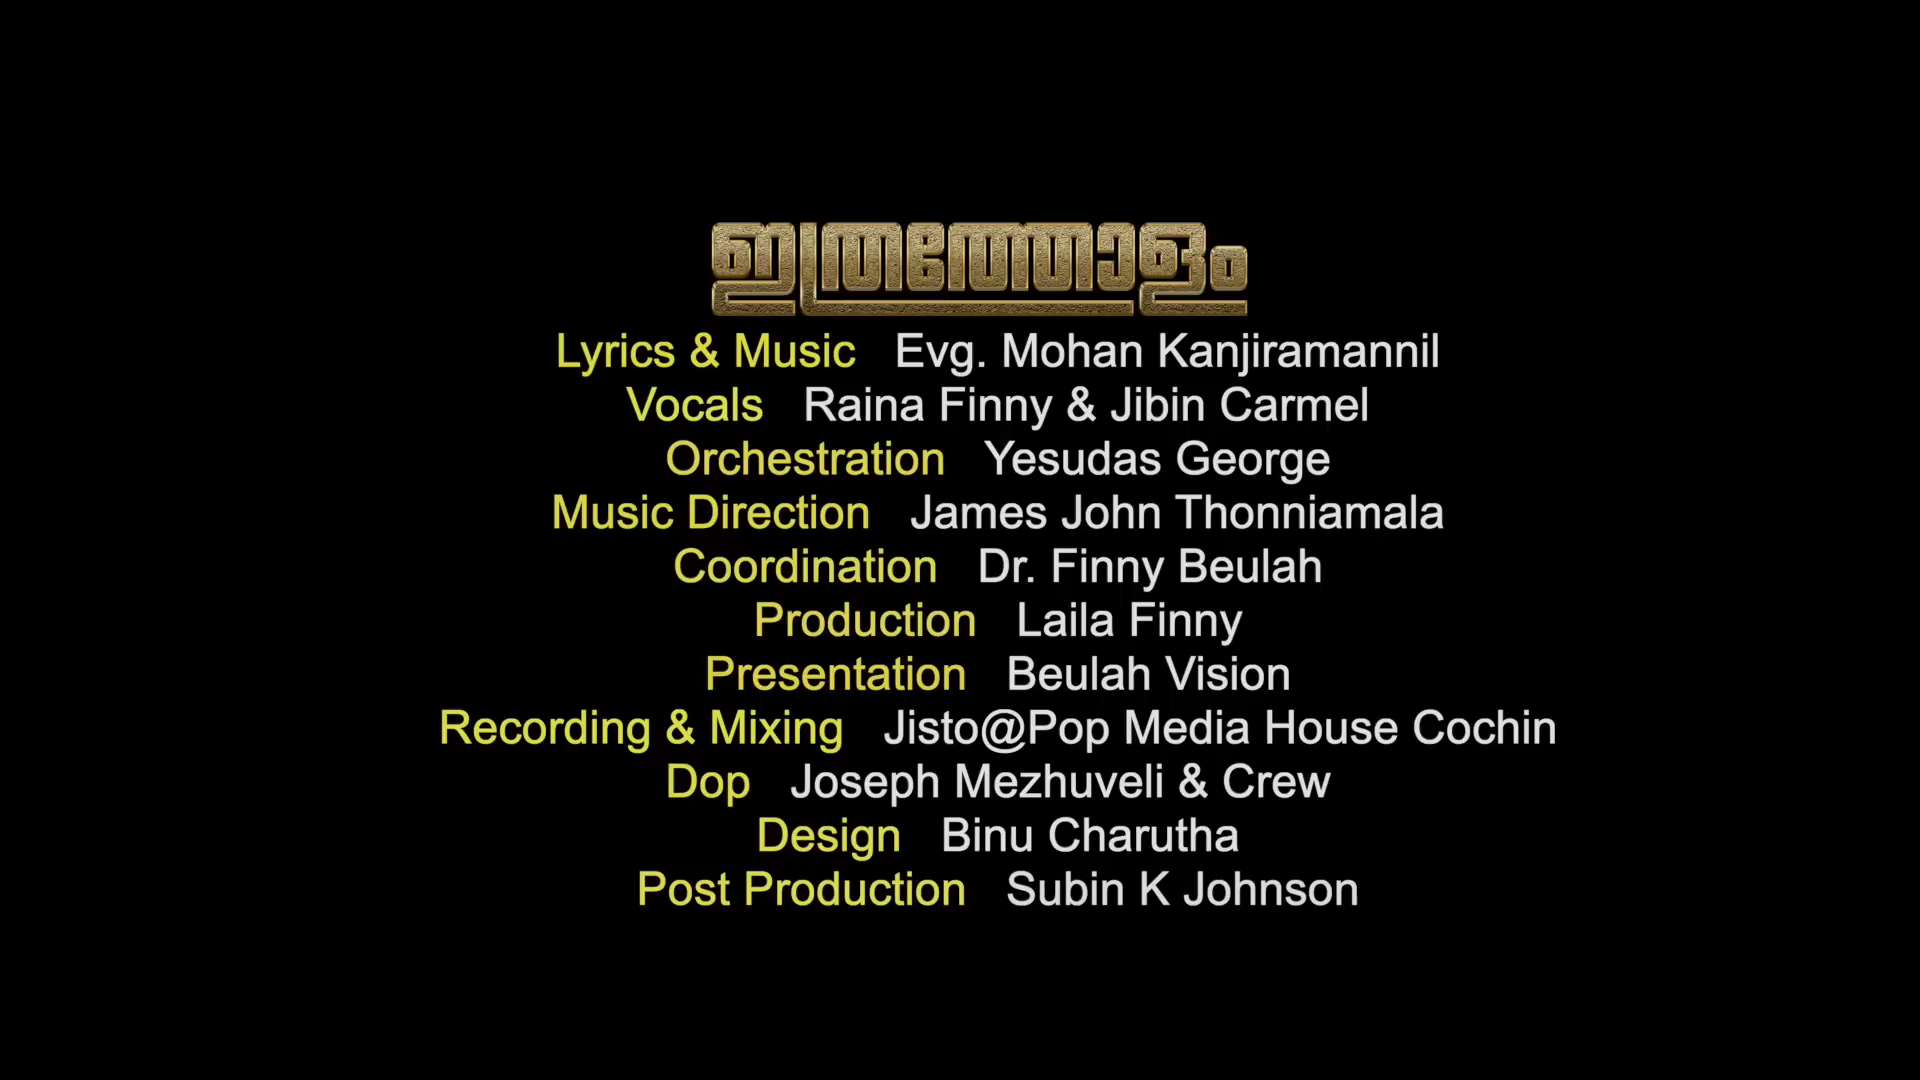 ഇത്രത്തോളം
Lyrics & Music Evg. Mohan Kanjiramannil
Vocals Raina Finny & Jibin Carmel
Orchestration Yesudas George
Music Direction James John Thonniamala
Coordination Dr. Finny Beulah
Production Laila Finny
Presentation Beulah Vision
Recording & Mixing Jisto@Pop Media House Cochin
Dop Joseph Mezhuveli & Crew
Design Binu Charutha
Post Production Subin K Johnson